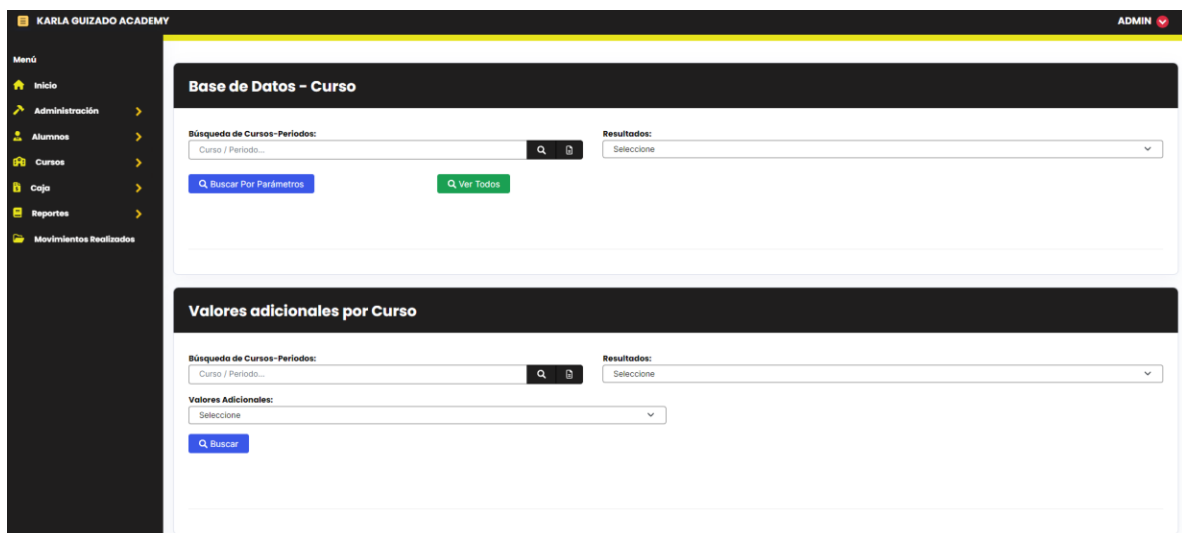 KARLA GUIZADO ACADEMY
ADMIN
Menú
Inicio
Administración
Alumnos
Cursos
Caja
Reportes
Movimientos Realizados
Base de Datos - Curso
Búsqueda de Cursos-Periodos:
Curso / Periodo...
Resultados:
Seleccione
Buscar Por Parámetros
Ver Todos
Valores adicionales por Curso
Búsqueda de Cursos-Periodos:
Curso / Periodo...
Resultados:
Seleccione
Valores Adicionales:
Seleccione
Buscar